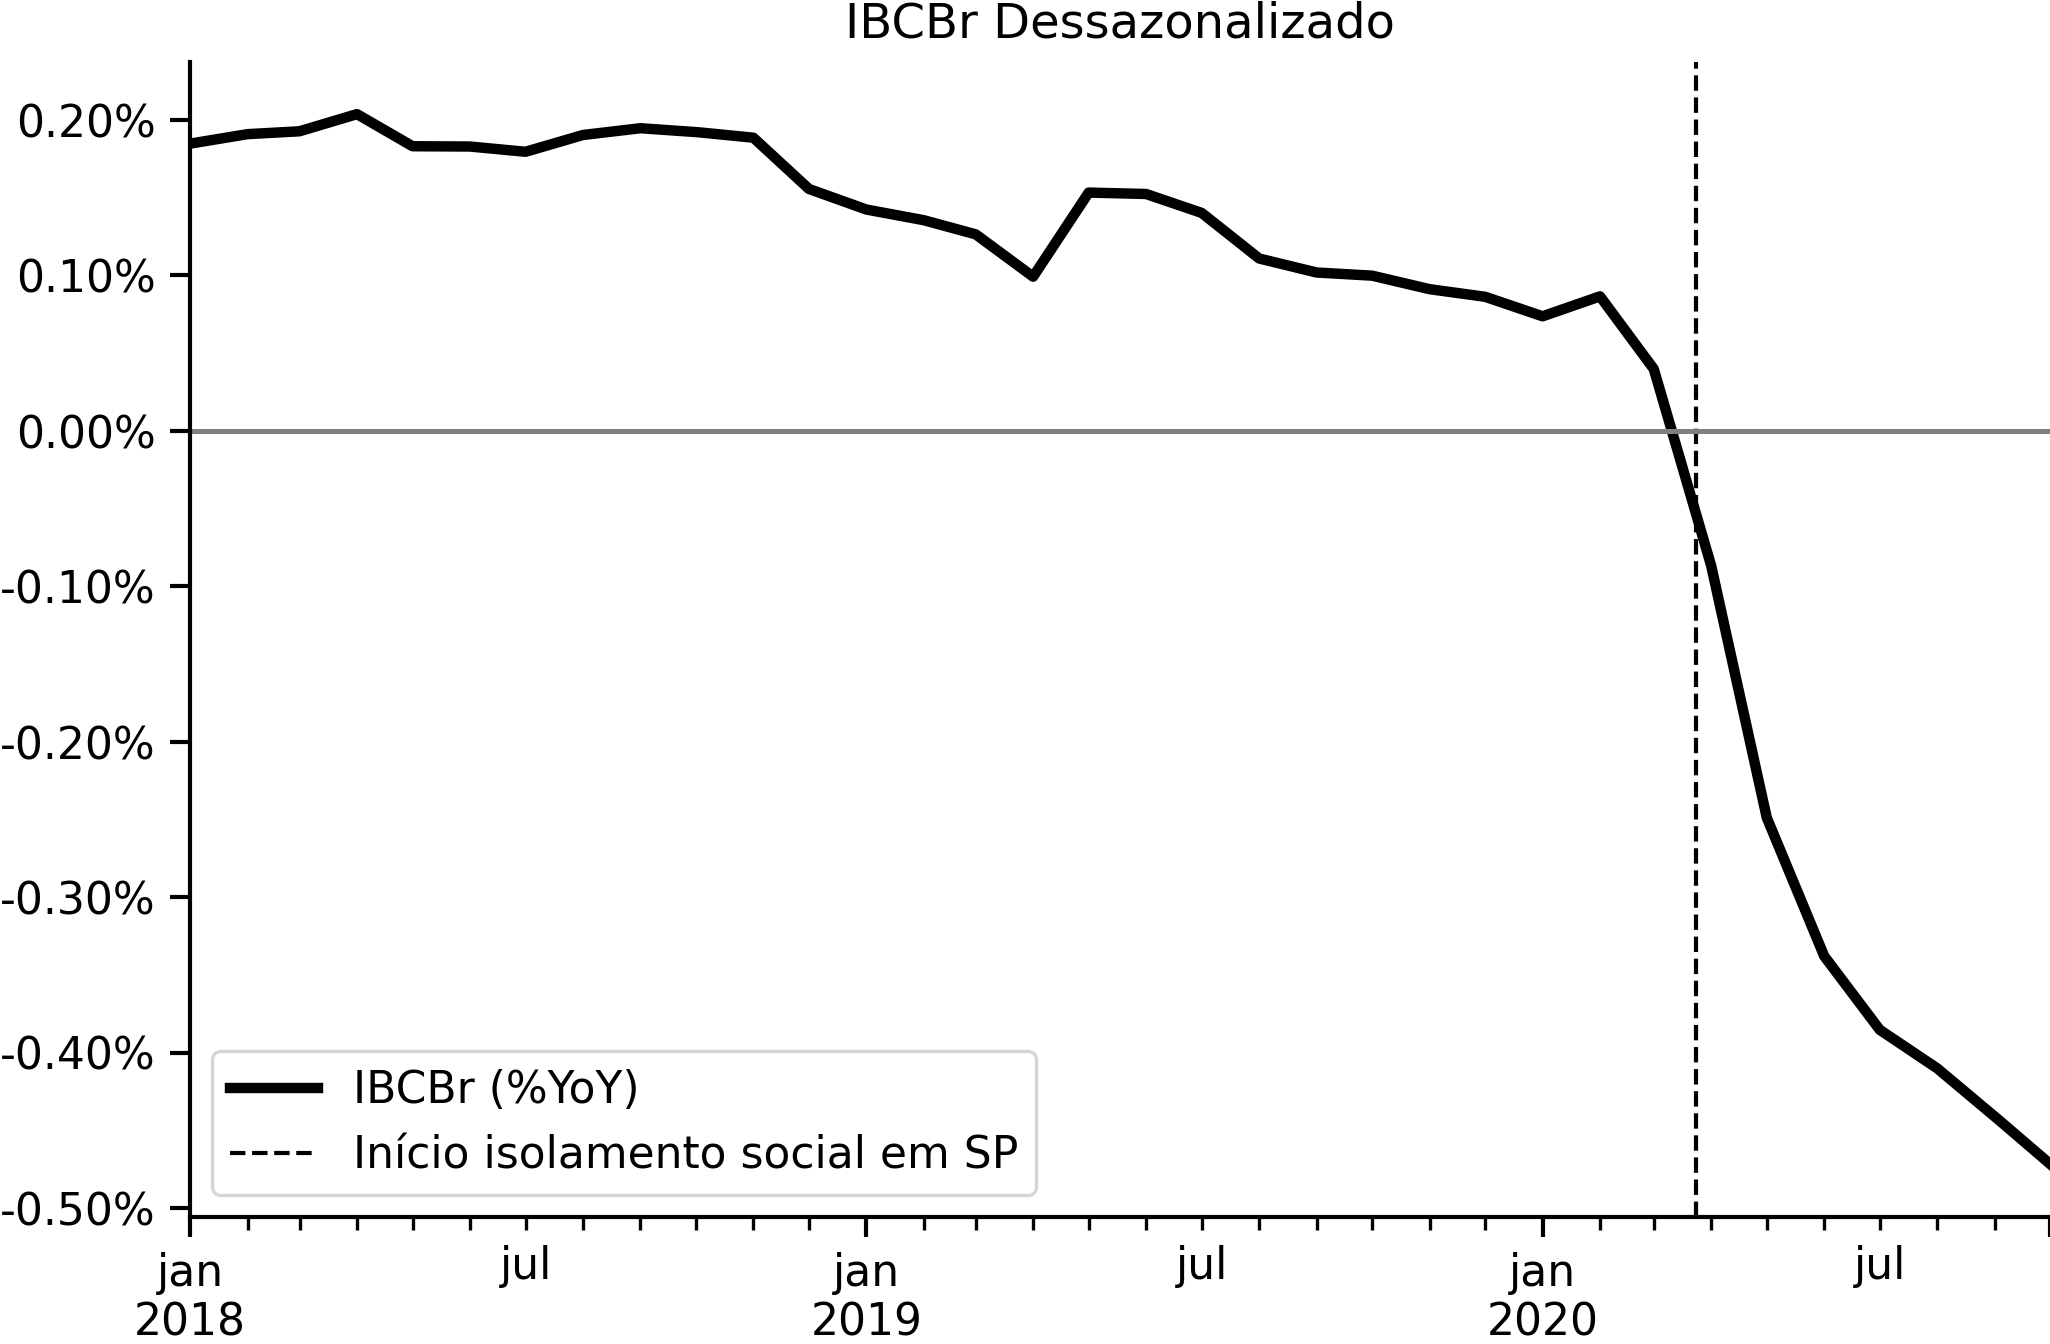 IBCBr Dessazonalizado
0.20%
0.10%
0.00%
-0.10%
-0.20%
-0.30%
-0.40%
-0.50%
IBCBr (%YoY)
Início isolamento social em SP
jan jul jan jul jan jul
2018 2019 2020